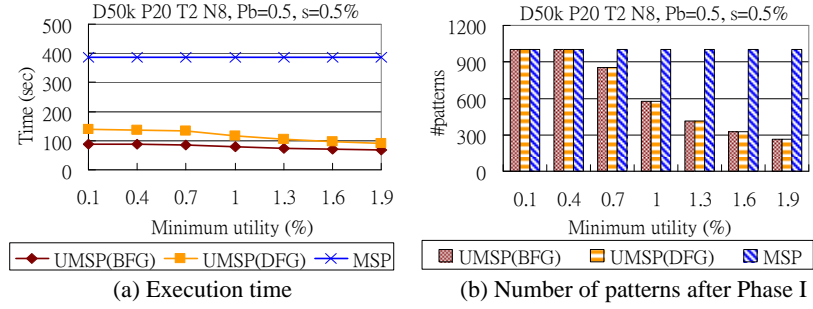 D50k P20 T2 N8, Pb=0.5, s=0.5%
500
400
300
200
100
0
Time (sec)
0.1 0.4 0.7 1 1.3 1.6 1.9
Minimum utility (%)
UMSP(BFG) UMSP(DFG) MSP
(a) Execution time
D50k P20 T2 N8, Pb=0.5, s=0.5%
1200
900
600
300
0
#patterns
0.1 0.4 0.7 1 1.3 1.6 1.9
Minimum utility (%)
UMSP(BFG) UMSP(DFG) MSP
(b) Number of patterns after Phase I